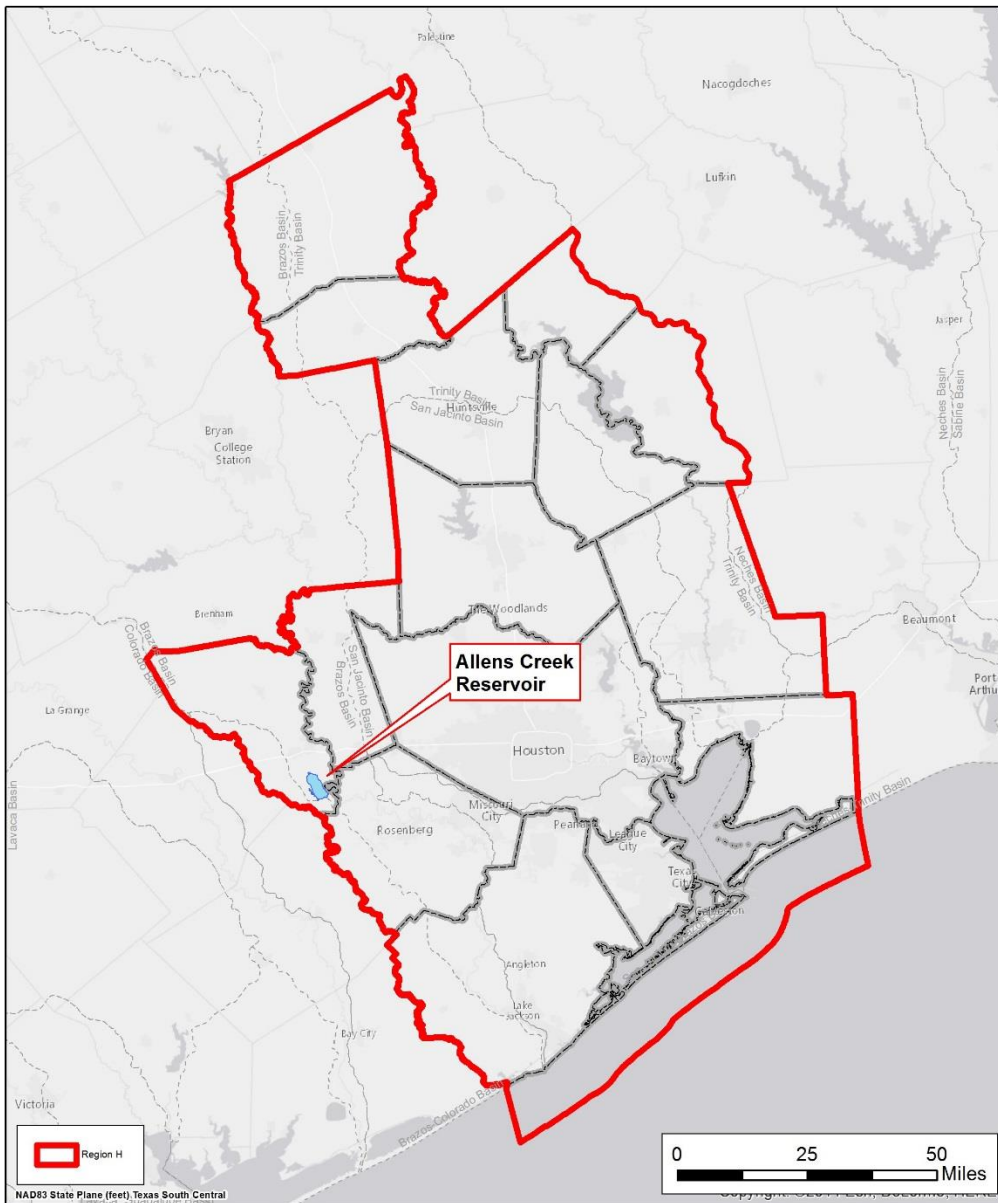 Palestine
Nacogdoches
Lufkin
Brazos Basin
Trinity Basin
Jasper
Trinity Basin
San Jacinto Basin
Huntsville
Neches Basin
Sabine Basin
Bryan
College
Station
Neches Basin
Trinity Basin
Brenham
The Woodlands
Beaumont
Brazos Basin
Colorado Basin
San Jacinto Basin
Brazos Basin
Allens Creek
Reservoir
Port
Arthur
La Grange
Houston
Baytown
Lavaca Basin
Missouri
City
Rosenberg
League
City
Trinity Basin
Texas
City
Galveston
Angleton
Lake
Jackson
Bay City
Brazos-Colorado Basin
Victoria
Region H
0 25 50
Miles
NAD83 State Plane (feet) Texas South Central